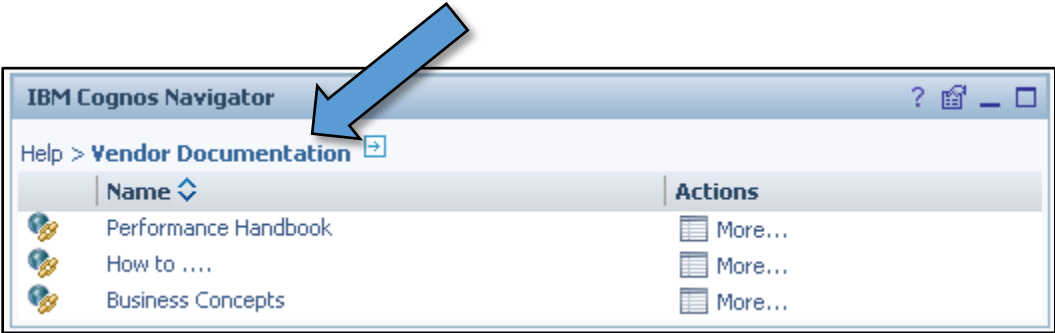 IBM Cognos Navigator ?
Help > Vendor Documentation
Name Actions
Performance Handbook More...
How to .... More...
Business Concepts More...